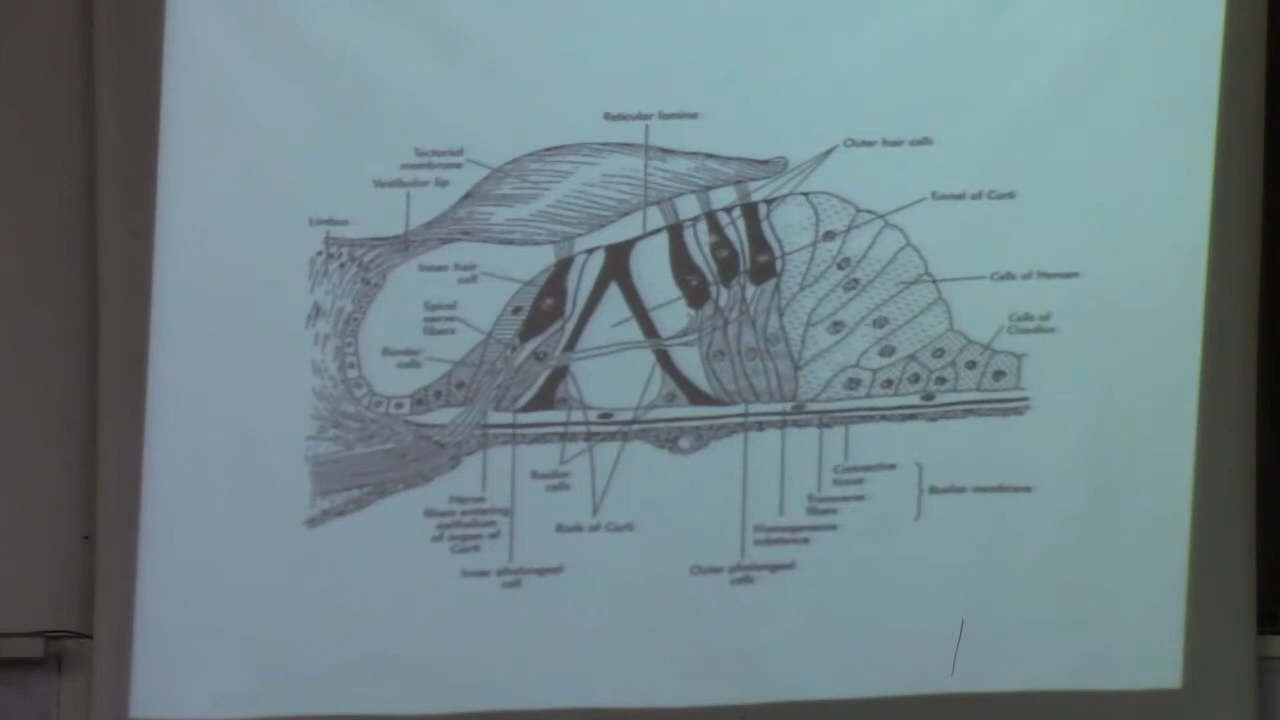 Reticular lamina
Outer hair cells
Tectorial
membrane
Vestibular lip
Tunnel of Corti
Limbus
Inner hair
cell
Cells of Hensen
Spiral
nerve
fibers
Cells of
Claudius
Border
cells
Connective
tissue
Basilar membrane
Transverse
fibers
Nerve
fibers entering
epithelium
of organ of
Corti
cells
Rods of Corti
Homogeneous
substance
Inner phalangeal
cell
Outer phalangeal
cells